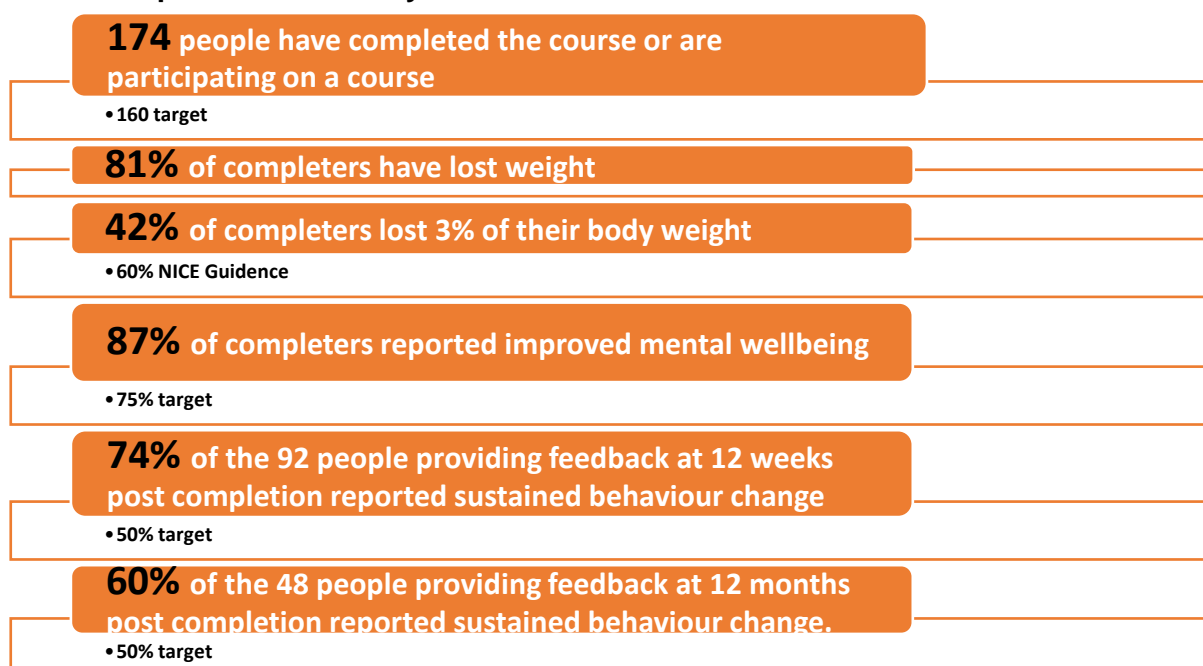 174 people have completed the course or are
participating on a course
•160 target
81% of completers have lost weight
42% of completers lost 3% of their body weight
•60% NICE Guidence
87% of completers reported improved mental wellbeing
•75% target
74% of the 92 people providing feedback at 12 weeks
post completion reported sustained behaviour change
•50% target
60% of the 48 people providing feedback at 12 months
post completion reported sustained behaviour change.
•50% target